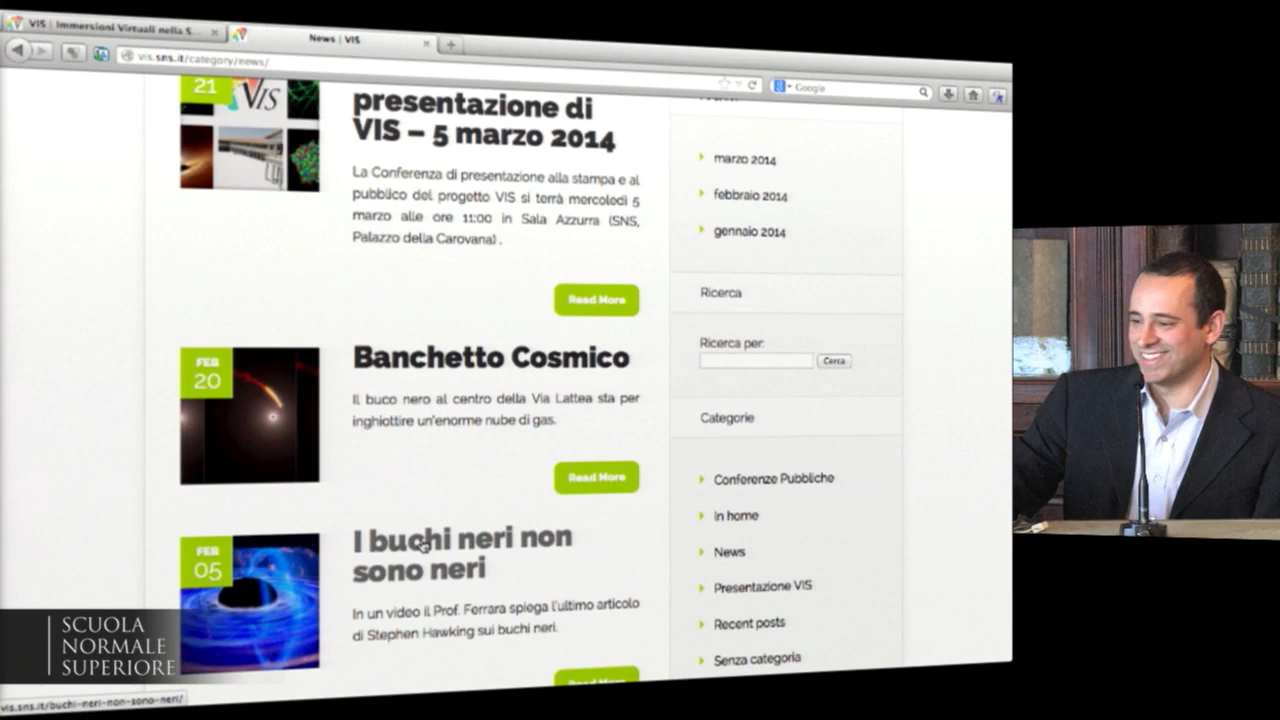 VIS | Immersioni Virtuali nella S...
News | VIS
vis.sns.it/category/news/
Google
21
VIS
presentazione di
VIS – 5 marzo 2014
La Conferenza di presentazione alla stampa e al
pubblico del progetto VIS si terrà mercoledì 5
marzo alle ore 11:00 in Sala Azzurra (SNS,
Palazzo della Carovana) .
Read More
FEB
20
Banchetto Cosmico
Il buco nero al centro della Via Lattea sta per
inghiottire un'enorme nube di gas.
Read More
FEB
05
I buchi neri non
sono neri
In un video il Prof. Ferrara spiega l'ultimo articolo
di Stephen Hawking sui buchi neri.
Read More
marzo 2014
febbraio 2014
gennaio 2014
Ricerca
Ricerca per:
Cerca
Categorie
Conferenze Pubbliche
In home
News
Presentazione VIS
Recent posts
Senza categoria
SCUOLA
NORMALE
SUPERIORE
vis.sns.it/buchi-neri-non-sono-neri/